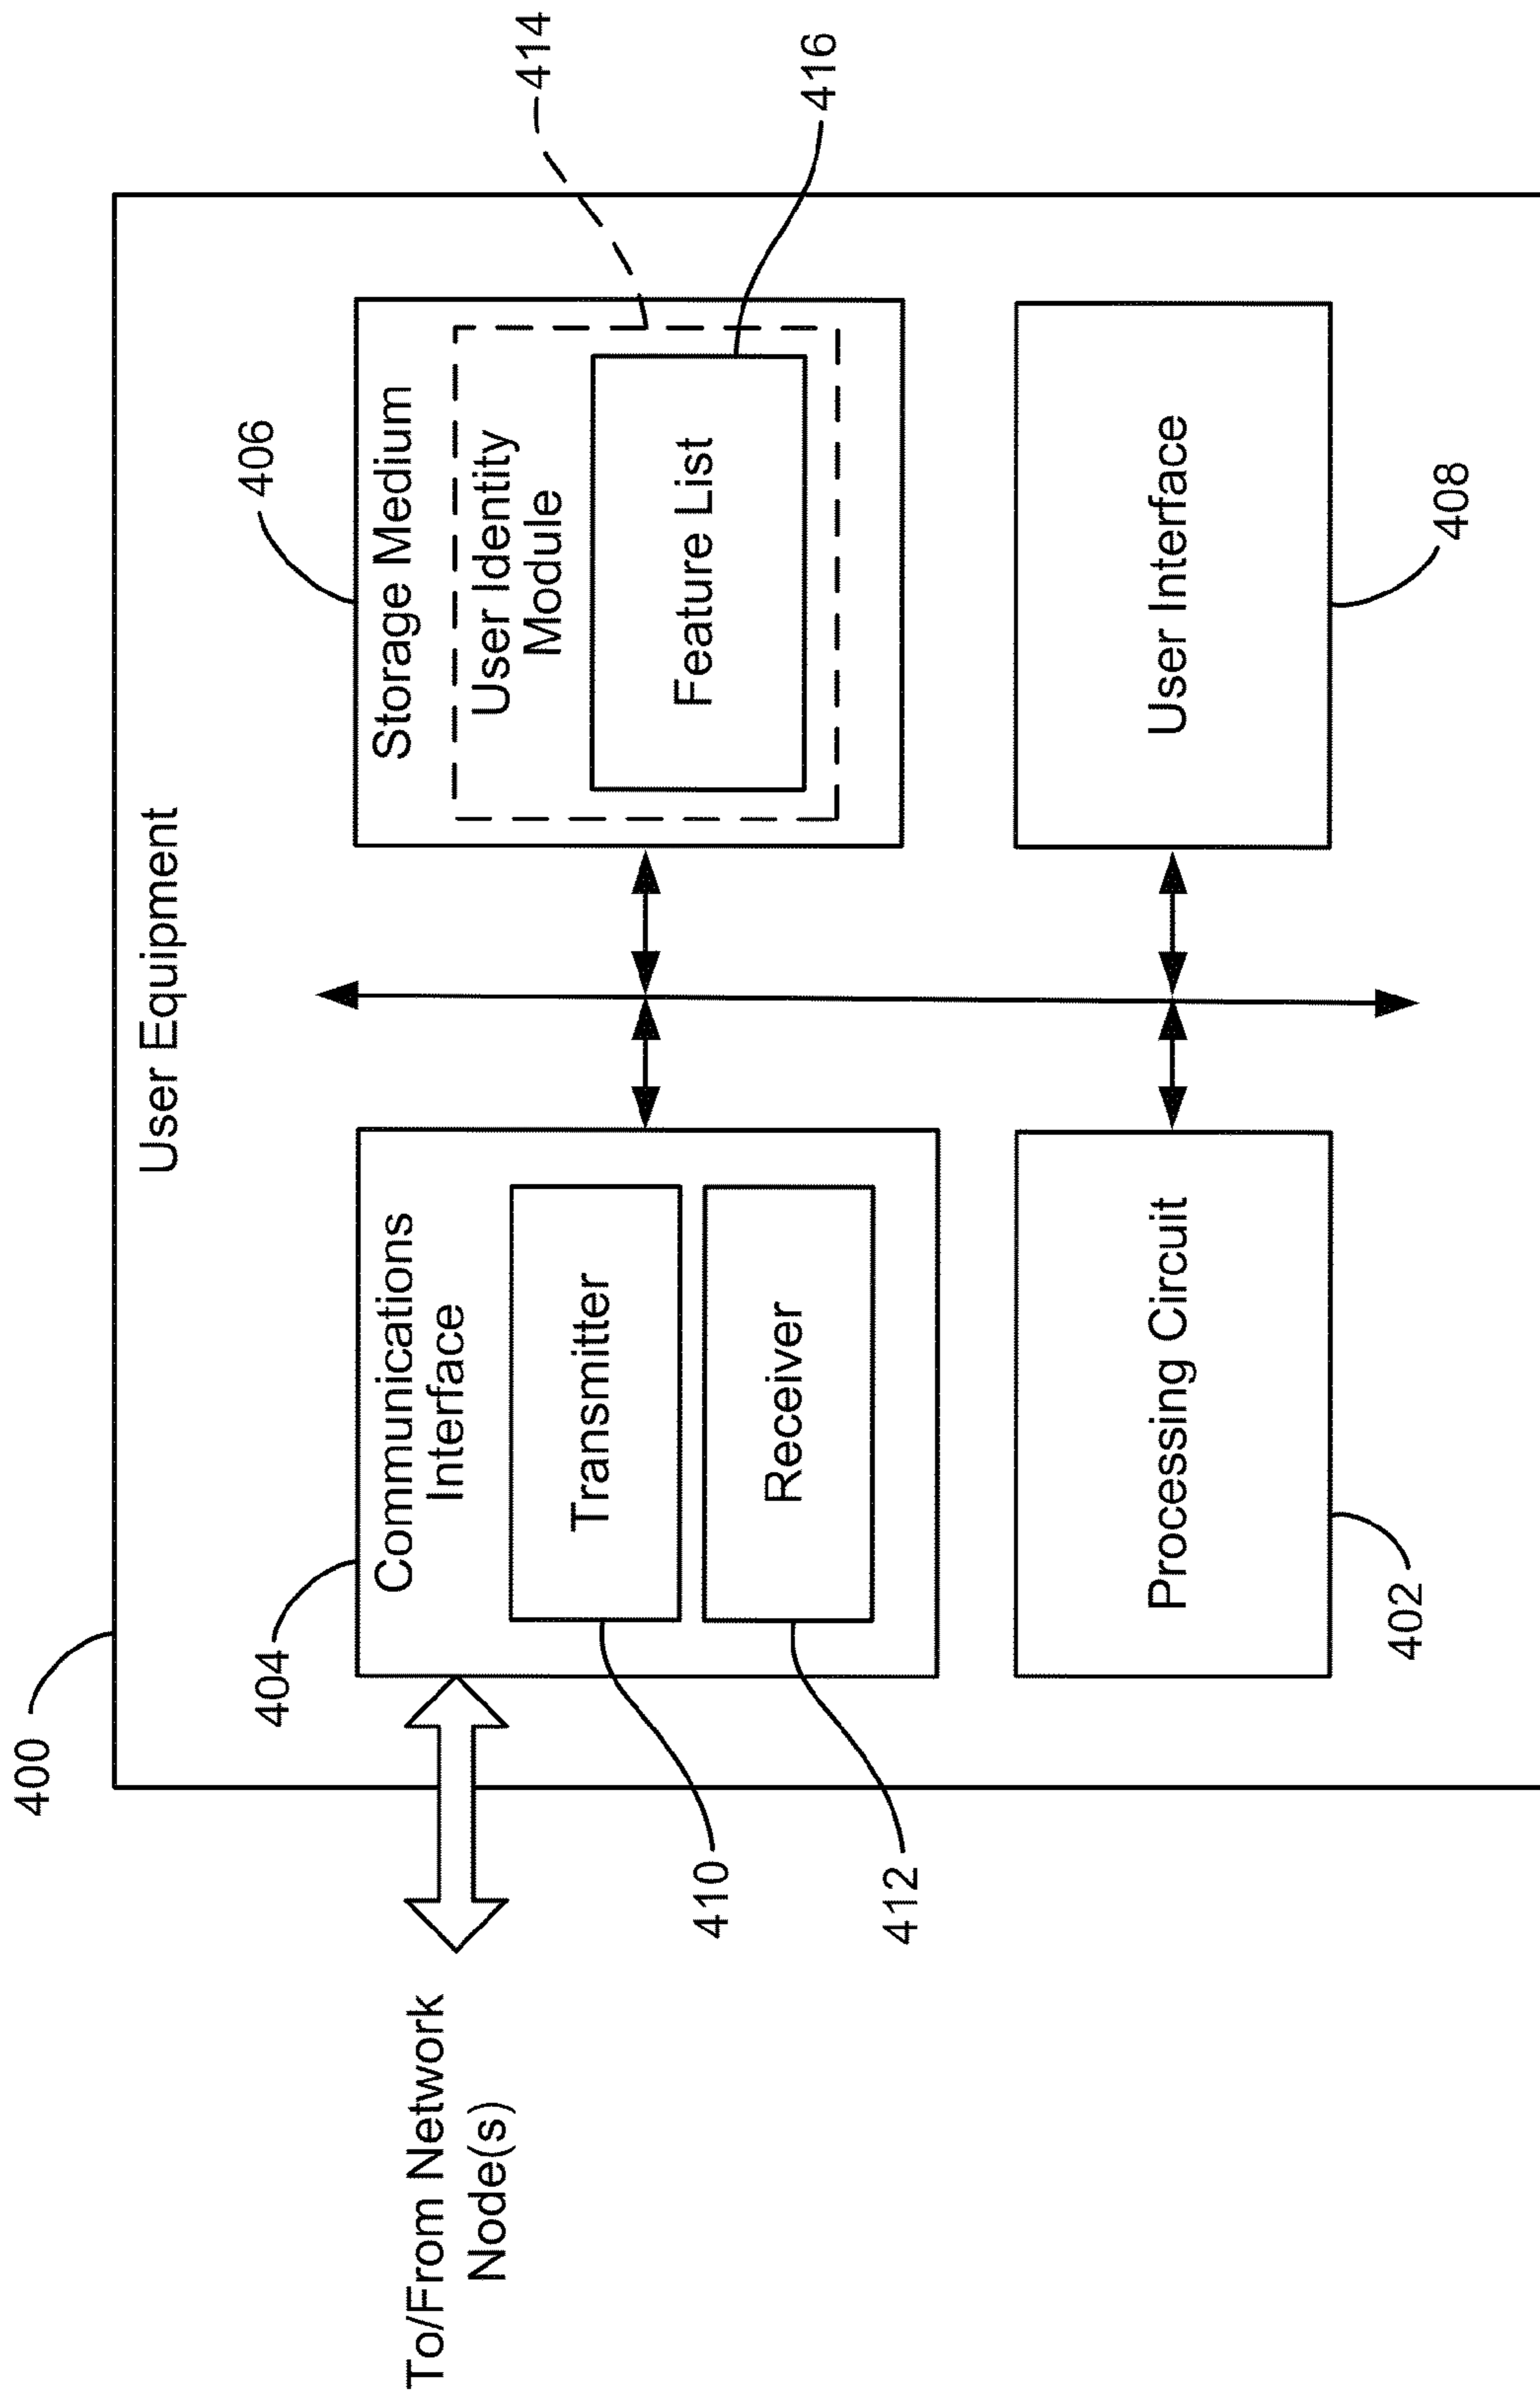 400
User Equipment
404
406
414
416
Communications
Interface
Transmitter
Receiver
Storage Medium
User Identity
Module
Feature List
To/From Network
Node(s)
410
412
Processing Circuit
User Interface
402
408